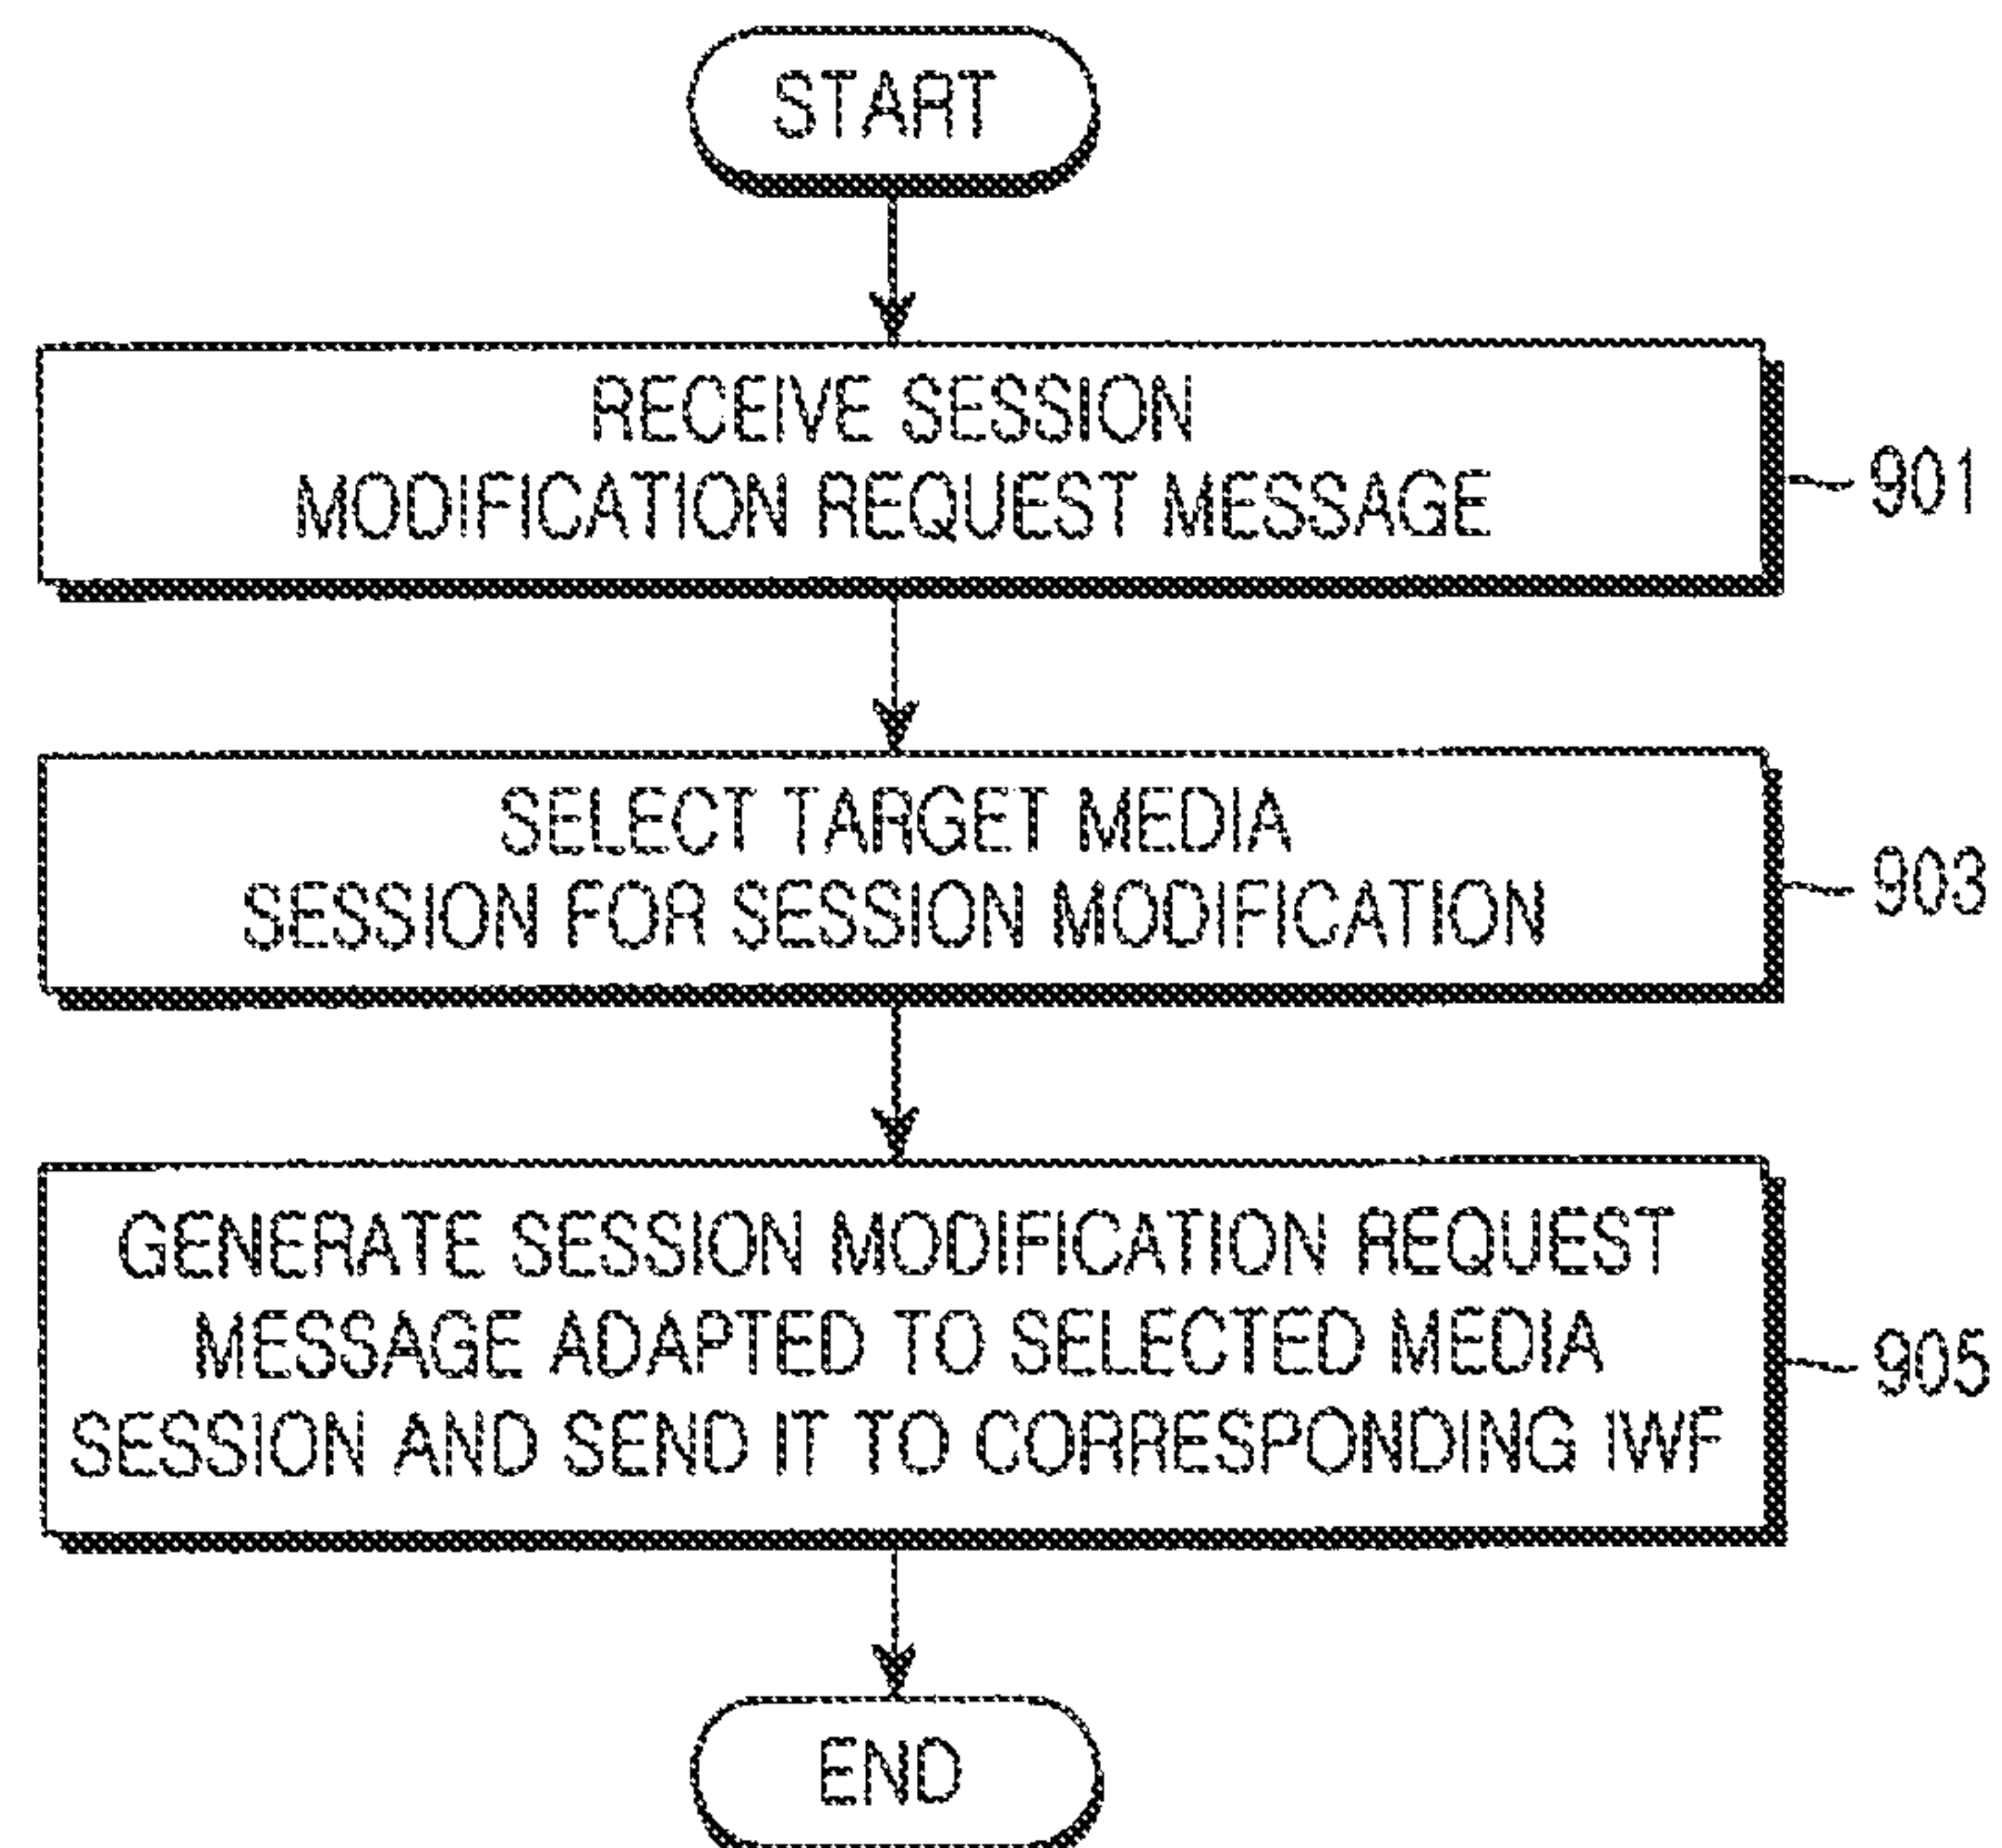 START
RECEIVE SESSION
MODIFICATION REQUEST MESSAGE
901
SELECT TARGET MEDIA
SESSION FOR SESSION MODIFICATION
903
GENERATE SESSION MODIFICATION REQUEST
MESSAGE ADAPTED TO SELECTED MEDIA
SESSION AND SEND IT TO CORRESPONDING IWF
905
END